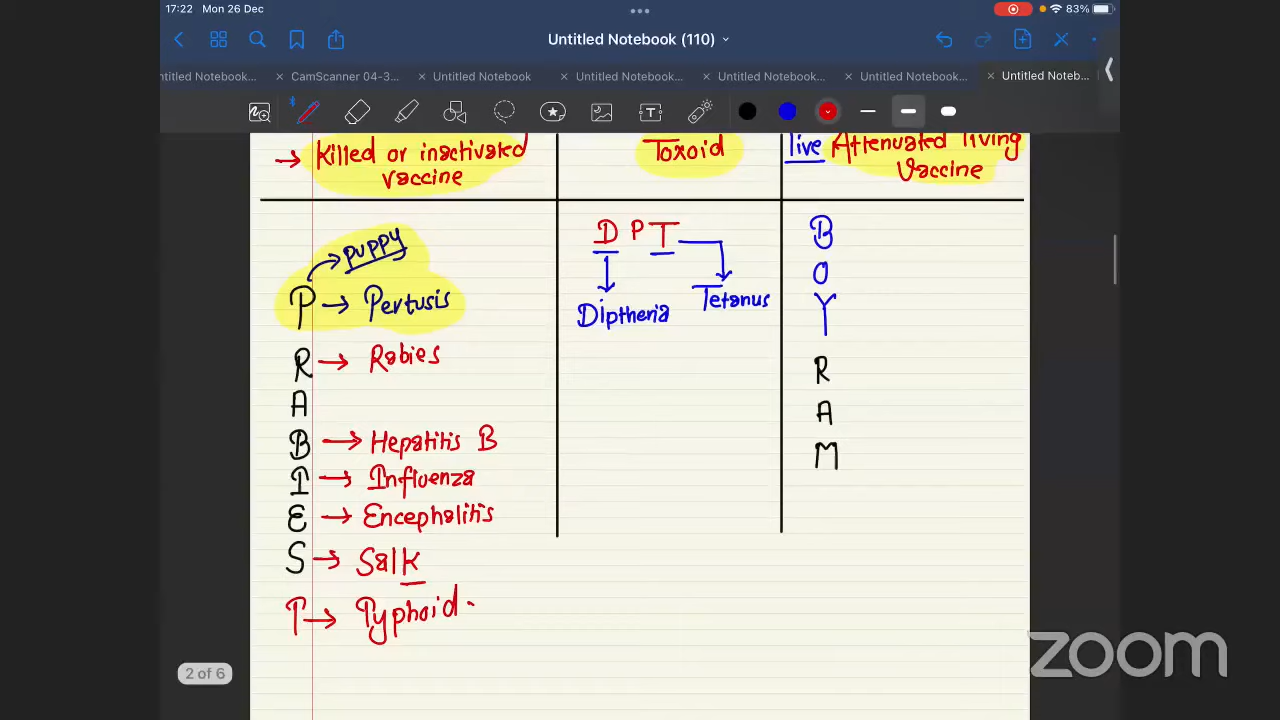 17:22 Mon 26 Dec
83%
Untitled Notebook (110)
ntitled Notebook...
CamScanner 04-3...
Untitled Notebook
Untitled Notebook...
Untitled Notebook...
Untitled Notebook...
Untitled Noteb...
→ Killed or inactivated
vaccine
Toxoid
live Attenuated living
Vaccine
→ puppy
P → Pertusis
R → Rabies
A
B → Hepatitis B
I → Influenza
E → Encephalitis
S → Salk
T → Typhoid
D P T
Diptheria
Tetanus
B
O
Y
R
A
M
2 of 6
zoom